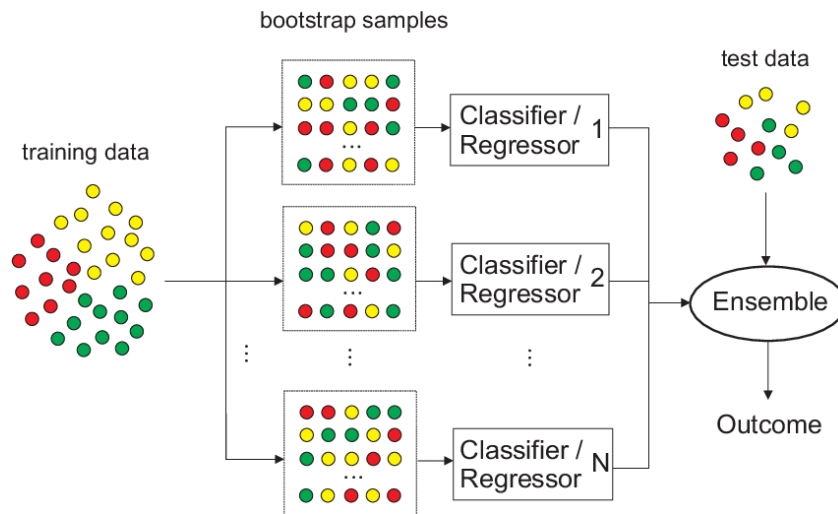 bootstrap samples
test data
training data
...
Classifier /
Regressor 1
...
Classifier /
Regressor 2
Ensemble
⋮ ⋮ ⋮
Outcome
...
Classifier /
Regressor N